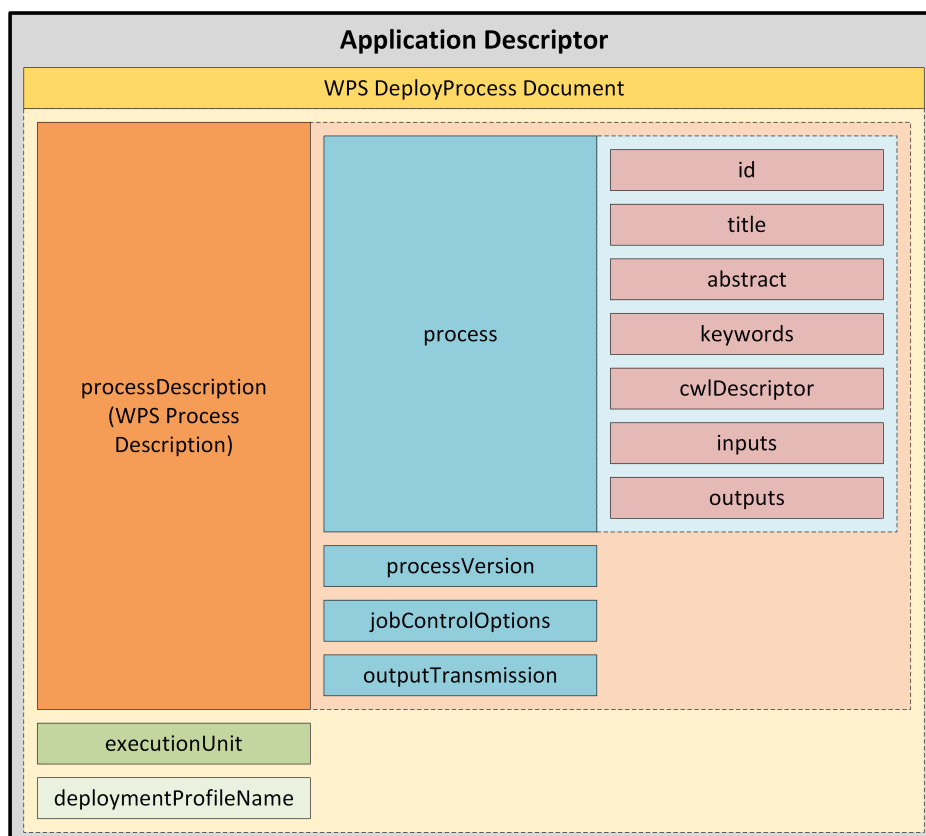 Application Descriptor
WPS DeployProcess Document
processDescription
(WPS Process
Description)
process
id
title
abstract
keywords
cwlDescriptor
inputs
outputs
processVersion
jobControlOptions
outputTransmission
executionUnit
deploymentProfileName